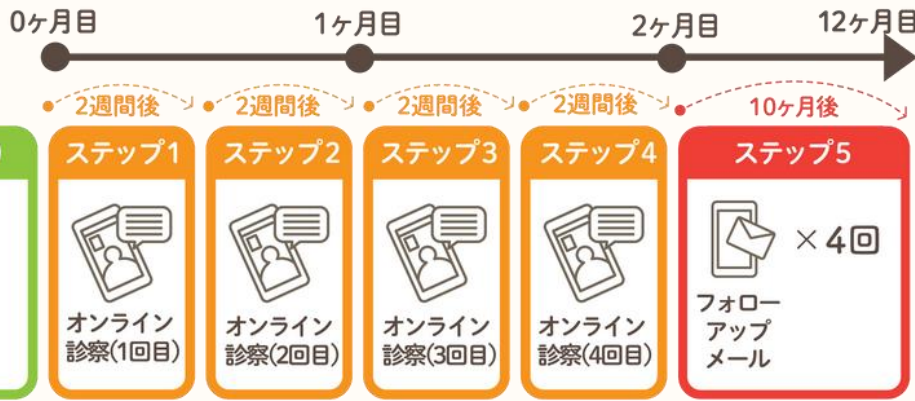 0ヶ月目
1ヶ月目
2ヶ月目
12ヶ月目
2週間後
2週間後
2週間後
2週間後
10ヶ月後
ステップ1
ステップ2
ステップ3
ステップ4
ステップ5
オンライン
診察(1回目)
オンライン
診察(2回目)
オンライン
診察(3回目)
オンライン
診察(4回目)
×4回
フォロー
アップ
メール